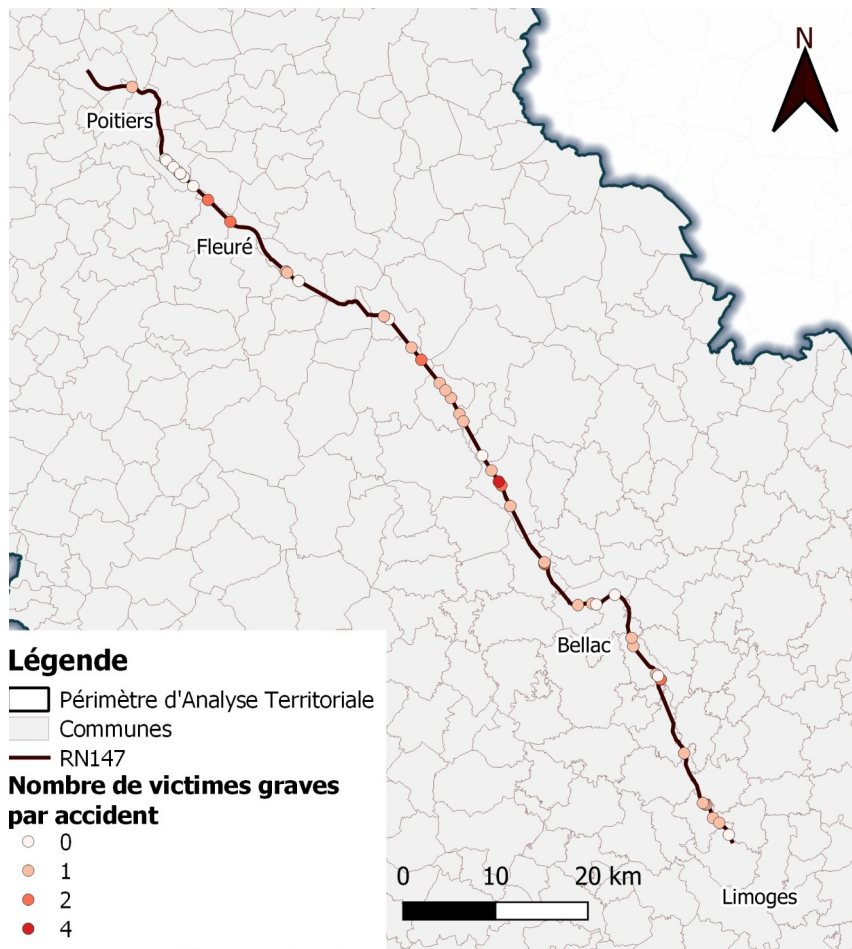 N
Poitiers
Fleuré
Bellac
Légende
Périmètre d'Analyse Territoriale
Communes
RN147
Nombre de victimes graves
par accident
0
1
2
4
0 10 20 km
Limoges